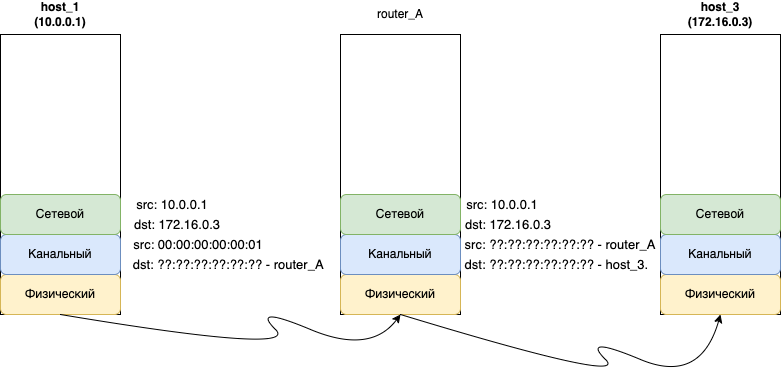 host_1
(10.0.0.1)
router_A
host_3
(172.16.0.3)
Сетевой
src: 10.0.0.1
dst: 172.16.0.3
Канальный
src: 00:00:00:00:00:01
dst: ??:??:??:??:??:?? - router_A
Физический
Сетевой
src: 10.0.0.1
dst: 172.16.0.3
Канальный
src: ??:??:??:??:??:?? - router_A
dst: ??:??:??:??:??:?? - host_3.
Физический
Сетевой
Канальный
Физический